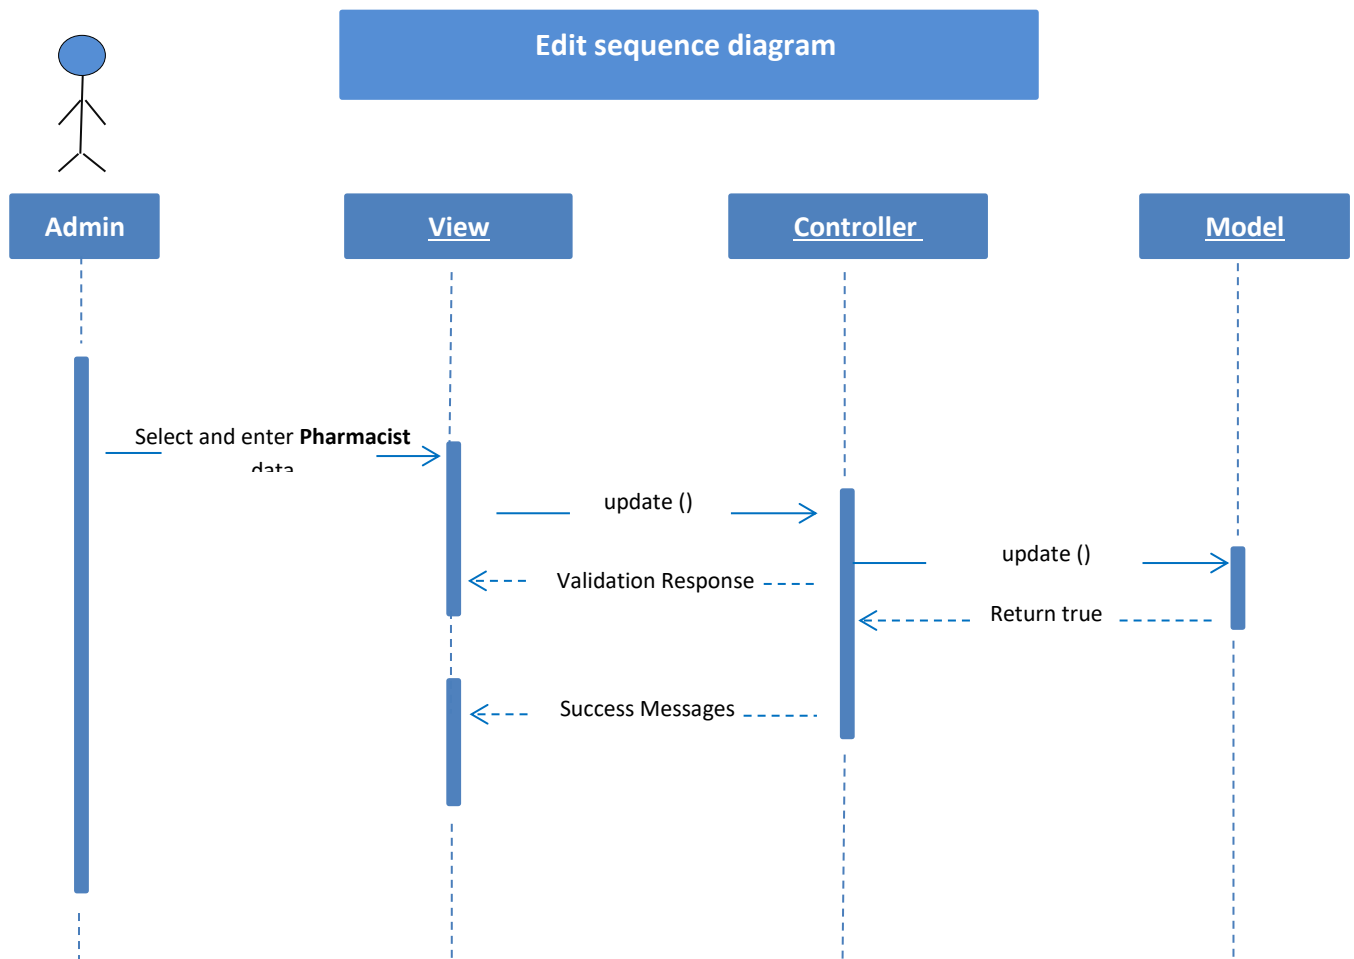 Edit sequence diagram
Admin
View
Controller
Model
Select and enter Pharmacist
data
update ()
update ()
Validation Response
Return true
Success Messages